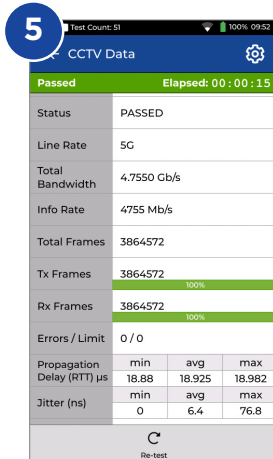 5
Test Count: 51 100% 09:52
CCTV Data
Passed Elapsed: 00:00:15
Status PASSED
Line Rate 5G
Total Bandwidth 4.7550 Gb/s
Info Rate 4755 Mb/s
Total Frames 3864572
Tx Frames 3864572
100%
Rx Frames 3864572
100%
Errors / Limit 0 / 0
Propagation Delay (RTT) µs min avg max
18.88 18.925 18.982
Jitter (ns) min avg max
0 6.4 76.8
Re-test